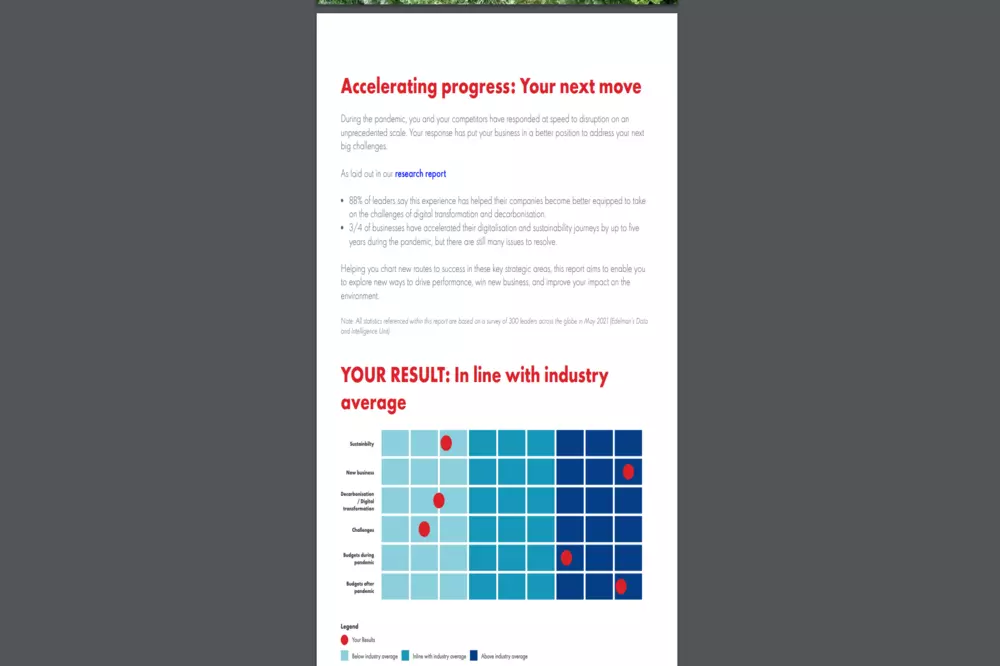 Accelerating progress: Your next move
During the pandemic, you and your competitors have responded at speed to disruption on an
unprecedented scale. Your response has put your business in a better position to address your next
big challenges.
As laid out in our research report
• 88% of leaders say this experience has helped their companies become better equipped to take
on the challenges of digital transformation and decarbonisation.
• 3/4 of businesses have accelerated their digitalisation and sustainability journeys by up to five
years during the pandemic, but there are still many issues to resolve.
Helping you chart new routes to success in these key strategic areas, this report aims to enable you
to explore new ways to drive performance, win new business, and improve your impact on the
environment.
Note: All statistics referenced within this report are based on a survey of 300 leaders across the globe in May 2021 (Edelman's Data
and Intelligence Unit)
YOUR RESULT: In line with industry
average
Sustainbilty
New business
Decarbonisation
/ Digital
transformation
Challenges
Budgets during
pandemic
Budgets after
pandemic
Legend
Your Results
Below industry average
Inline with industry average
Above industry average